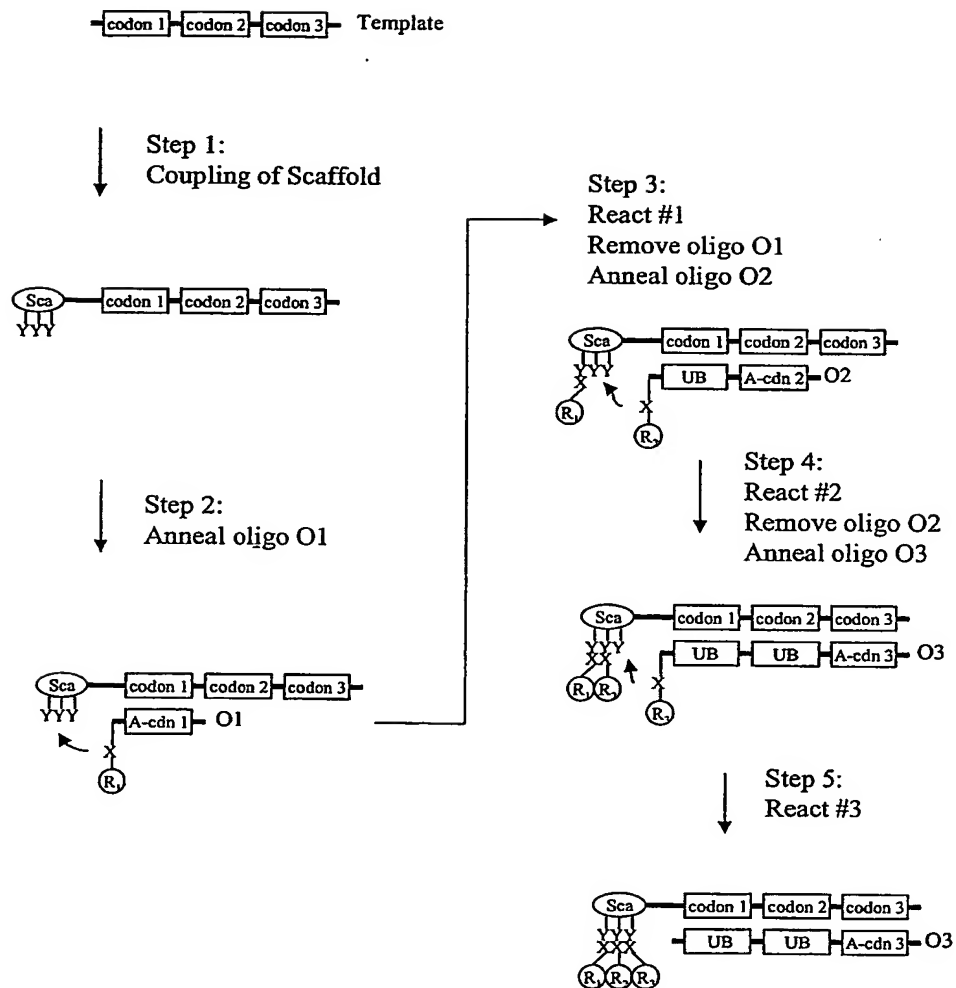 codon 1 codon 2 codon 3 Template
Step 1:
Coupling of Scaffold
Sca codon 1 codon 2 codon 3
Y Y Y
Step 2:
Anneal oligo O1
Sca codon 1 codon 2 codon 3
Y Y Y
A-cdn 1 O1
X
R₁
Step 3:
React #1
Remove oligo O1
Anneal oligo O2
Sca codon 1 codon 2 codon 3
Y Y Y
UB A-cdn 2 O2
X X
R₁ R₂
Step 4:
React #2
Remove oligo O2
Anneal oligo O3
Sca codon 1 codon 2 codon 3
Y Y Y
UB UB A-cdn 3 O3
X X X
R₁ R₂ R₃
Step 5:
React #3
Sca codon 1 codon 2 codon 3
Y Y Y
UB UB A-cdn 3 O3
X X X
R₁ R₂ R₃